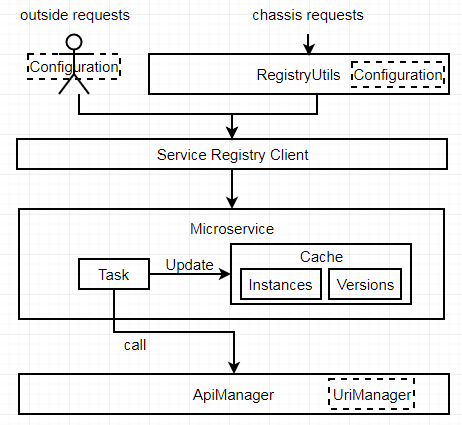 outside requests
chassis requests
Configuration
RegistryUtils
Configuration
Service Registry Client
Microservice
Task
Update
Cache
Instances
Versions
call
ApiManager
UriManager